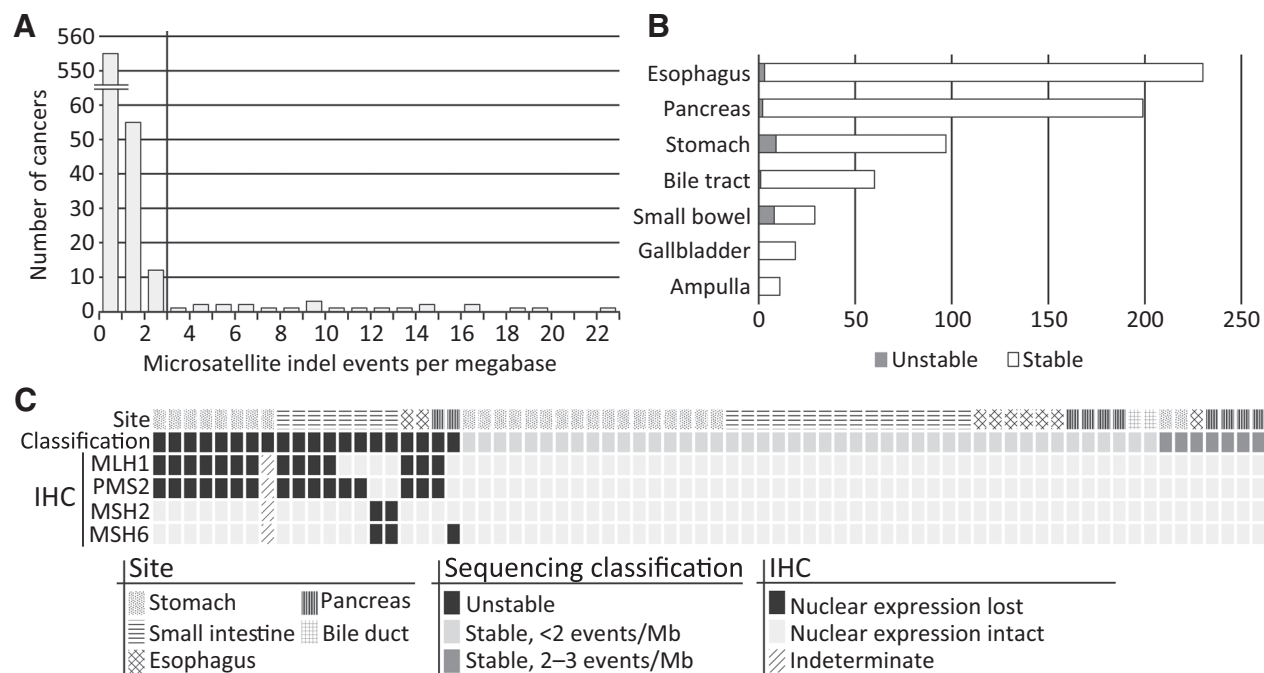 A
560
550
60
50
40
30
20
10
0
Number of cancers
0 2 4 6 8 10 12 14 16 18 20 22
Microsatellite indel events per megabase
B
Esophagus
Pancreas
Stomach
Bile tract
Small bowel
Gallbladder
Ampulla
0 50 100 150 200 250
Unstable Stable
C
Site
Classification
IHC
MLH1
PMS2
MSH2
MSH6
Site
Stomach Pancreas
Small intestine Bile duct
Esophagus
Sequencing classification
Unstable
Stable, <2 events/Mb
Stable, 2–3 events/Mb
IHC
Nuclear expression lost
Nuclear expression intact
Indeterminate